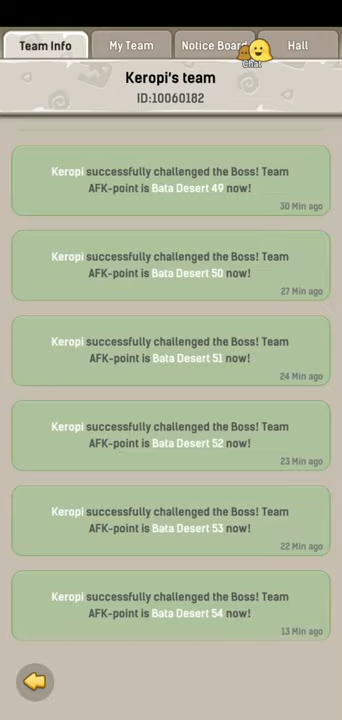 Team Info
My Team
Notice Board
Hall
Chat
Keropi's team
ID:10060182
Keropi successfully challenged the Boss! Team
AFK-point is Bata Desert 49 now!
30 Min ago
Keropi successfully challenged the Boss! Team
AFK-point is Bata Desert 50 now!
27 Min ago
Keropi successfully challenged the Boss! Team
AFK-point is Bata Desert 51 now!
24 Min ago
Keropi successfully challenged the Boss! Team
AFK-point is Bata Desert 52 now!
23 Min ago
Keropi successfully challenged the Boss! Team
AFK-point is Bata Desert 53 now!
22 Min ago
Keropi successfully challenged the Boss! Team
AFK-point is Bata Desert 54 now!
13 Min ago